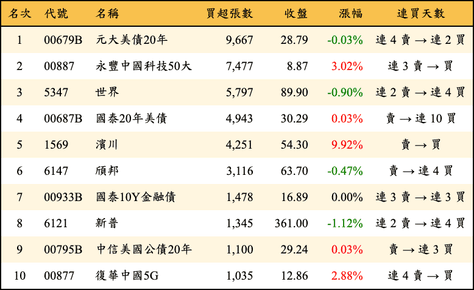 名次 代號 名稱 買超張數 收盤 漲幅 連買天數
1 00679B 元大美債20年 9,667 28.79 -0.03% 連 4 賣 → 連 2 買
2 00887 永豐中國科技50大 7,477 8.87 3.02% 連 3 賣 → 買
3 5347 世界 5,797 89.90 -0.90% 連 2 賣 → 連 4 買
4 00687B 國泰20年美債 4,943 30.29 0.03% 賣 → 連 10 買
5 1569 濱川 4,251 54.30 9.92% 賣 → 買
6 6147 頎邦 3,116 63.70 -0.47% 賣 → 連 4 買
7 00933B 國泰10Y金融債 1,478 16.89 0.00% 連 3 賣 → 連 3 買
8 6121 新普 1,345 361.00 -1.12% 連 2 賣 → 連 4 買
9 00795B 中信美國公債20年 1,100 29.24 0.03% 賣 → 連 3 買
10 00877 復華中國5G 1,035 12.86 2.88% 連 4 賣 → 買